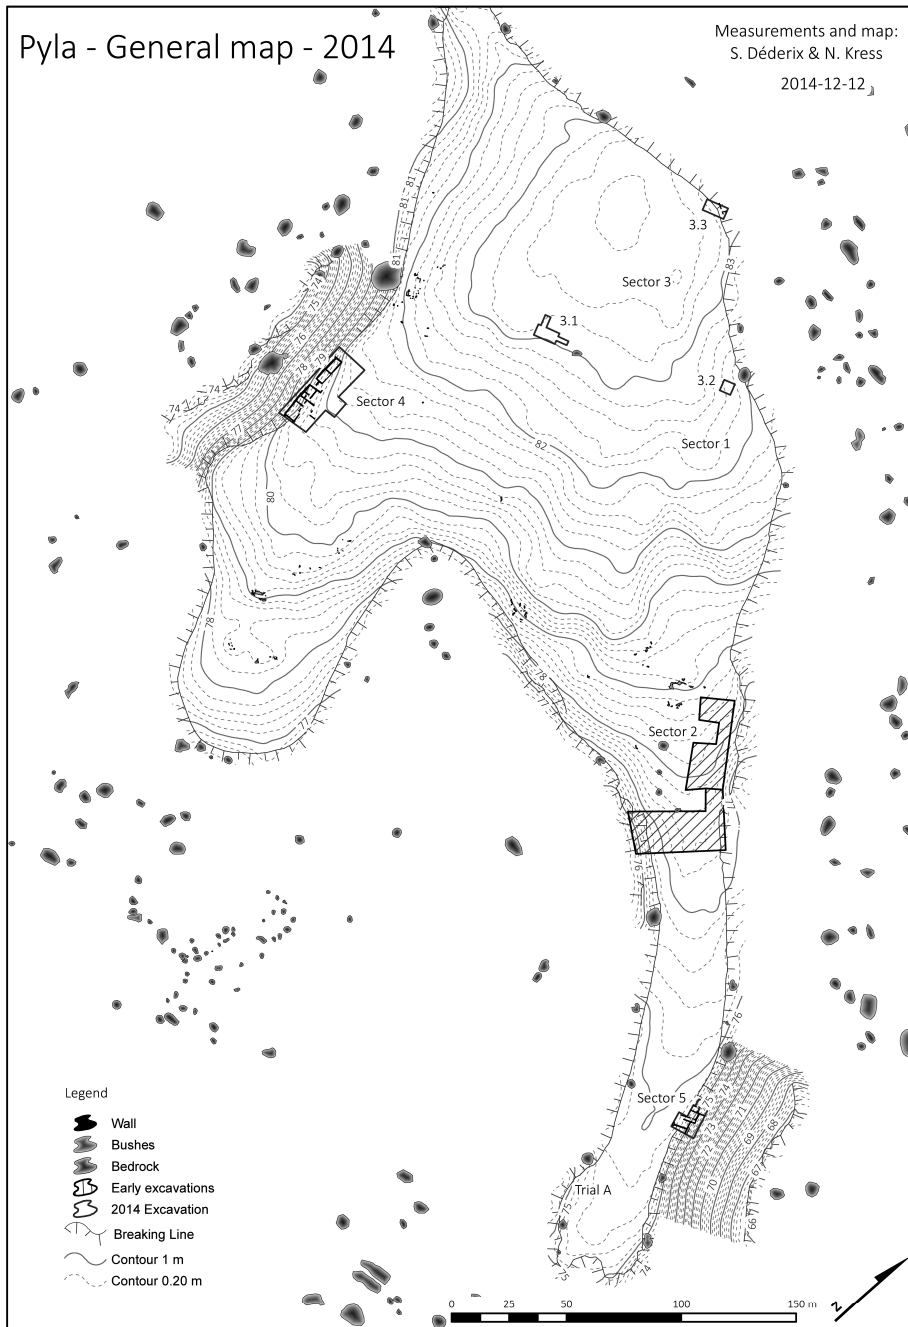 Pyla - General map - 2014
Measurements and map:
S. Déderix & N. Kress
2014-12-12
81
81
81
83
3.3
Sector 3
74
75
76
3.1
79
78
3.2
74
Sector 4
77
Sector 1
82
80
78
78
77
Sector 2
76
76
Sector 5
75
74
73
71
72
69
68
70
67
66
Trial A
75
75
74
Legend
Wall
Bushes
Bedrock
Early excavations
2014 Excavation
Breaking Line
Contour 1 m
Contour 0.20 m
0 25 50 100 150 m
N